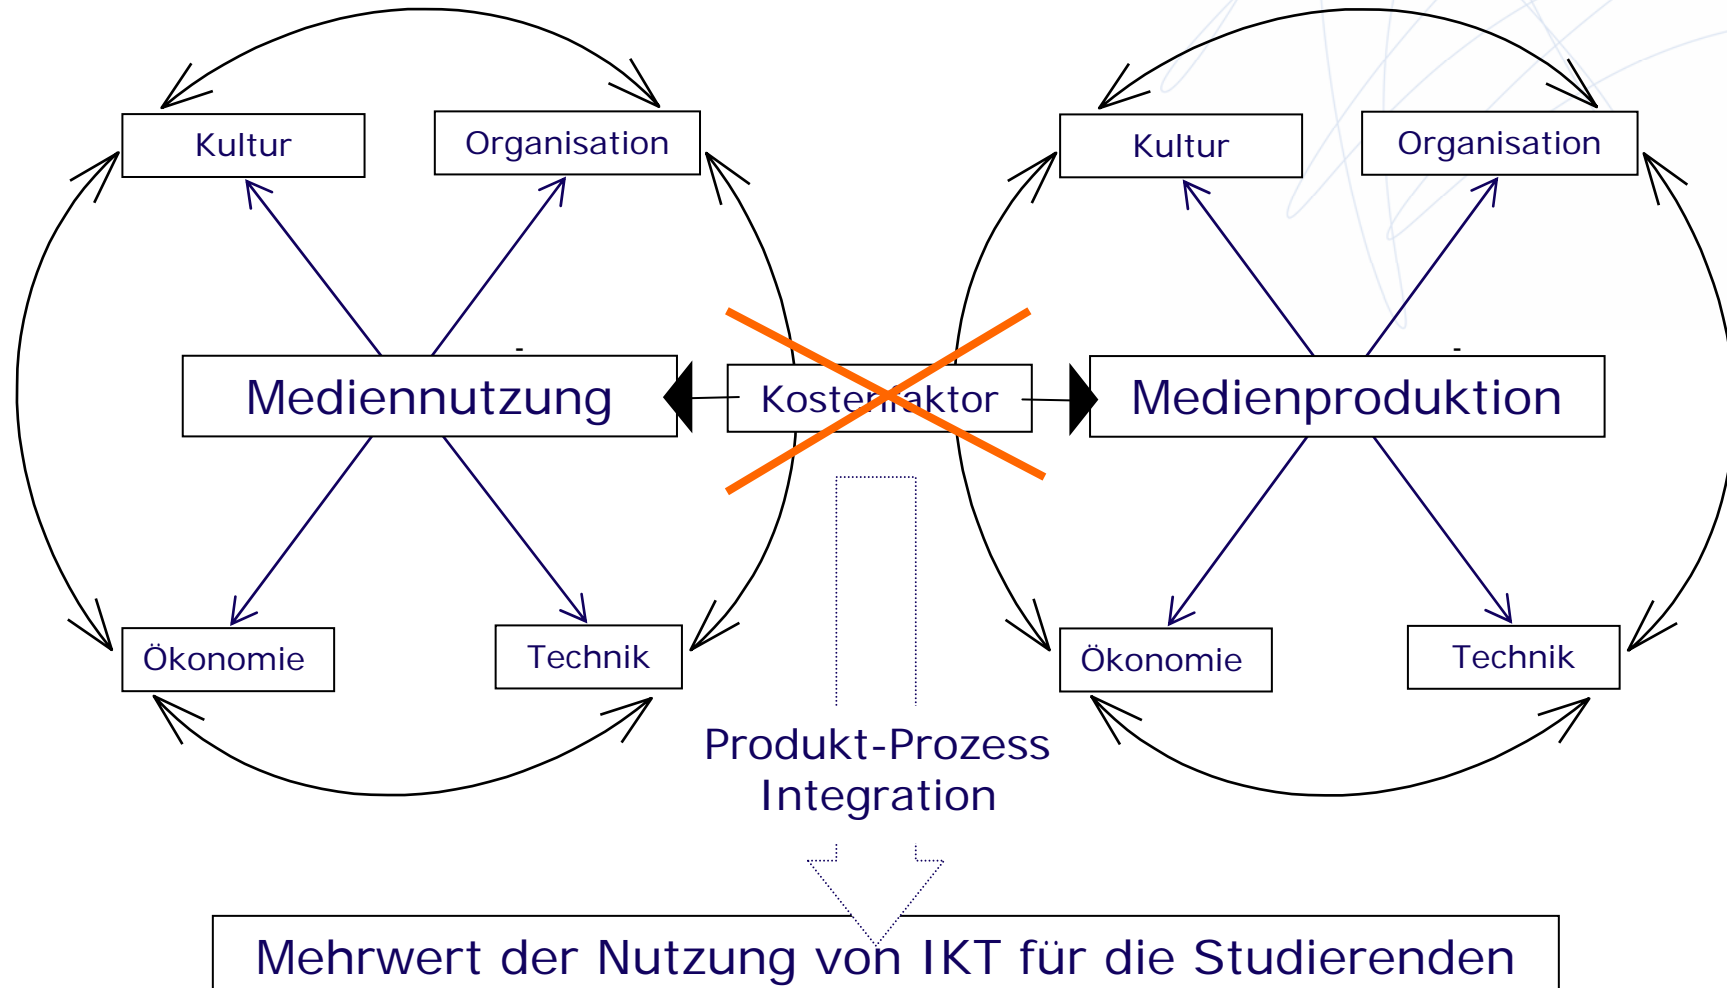 Kultur
Organisation
Kultur
Organisation
-
-
Mediennutzung
Kostenfaktor
Medienproduktion
Ökonomie
Technik
Ökonomie
Technik
Produkt-Prozess
Integration
Mehrwert der Nutzung von IKT für die Studierenden